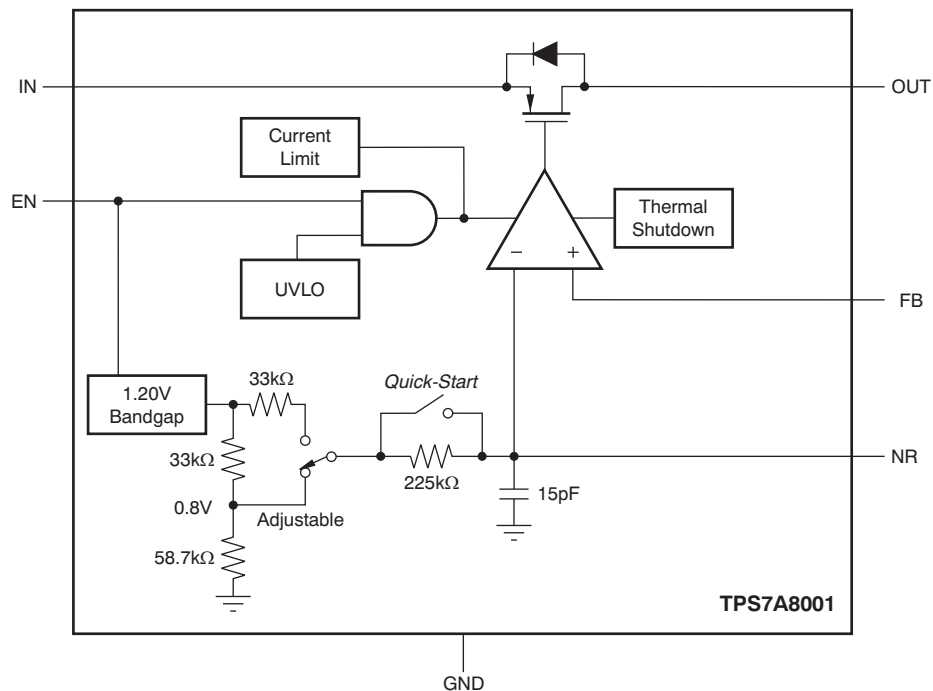 IN
OUT
Current
Limit
EN
Thermal
Shutdown
−
+
UVLO
FB
1.20V
Bandgap
33kΩ
Quick-Start
33kΩ
NR
225kΩ
15pF
0.8V
Adjustable
58.7kΩ
TPS7A8001
GND